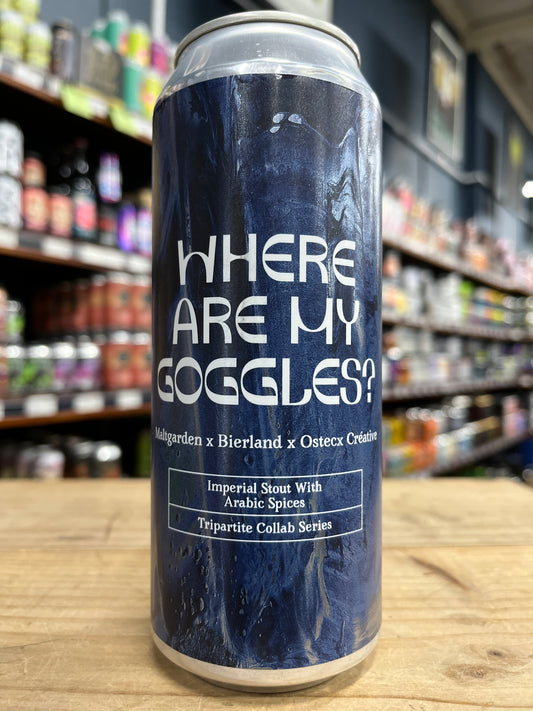 WHERE
ARE MY
GOGGLES?
Maltgarden x Bierland x Ostecx Créative
Imperial Stout With
Arabic Spices
Tripartite Collab Series